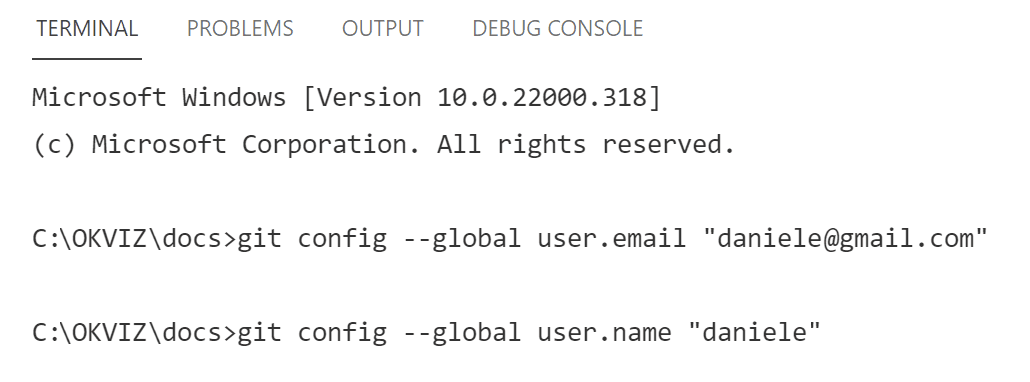 TERMINAL PROBLEMS OUTPUT DEBUG CONSOLE
Microsoft Windows [Version 10.0.22000.318]
(c) Microsoft Corporation. All rights reserved.
C:\OKVIZ\docs>git config --global user.email "daniele@gmail.com"
C:\OKVIZ\docs>git config --global user.name "daniele"